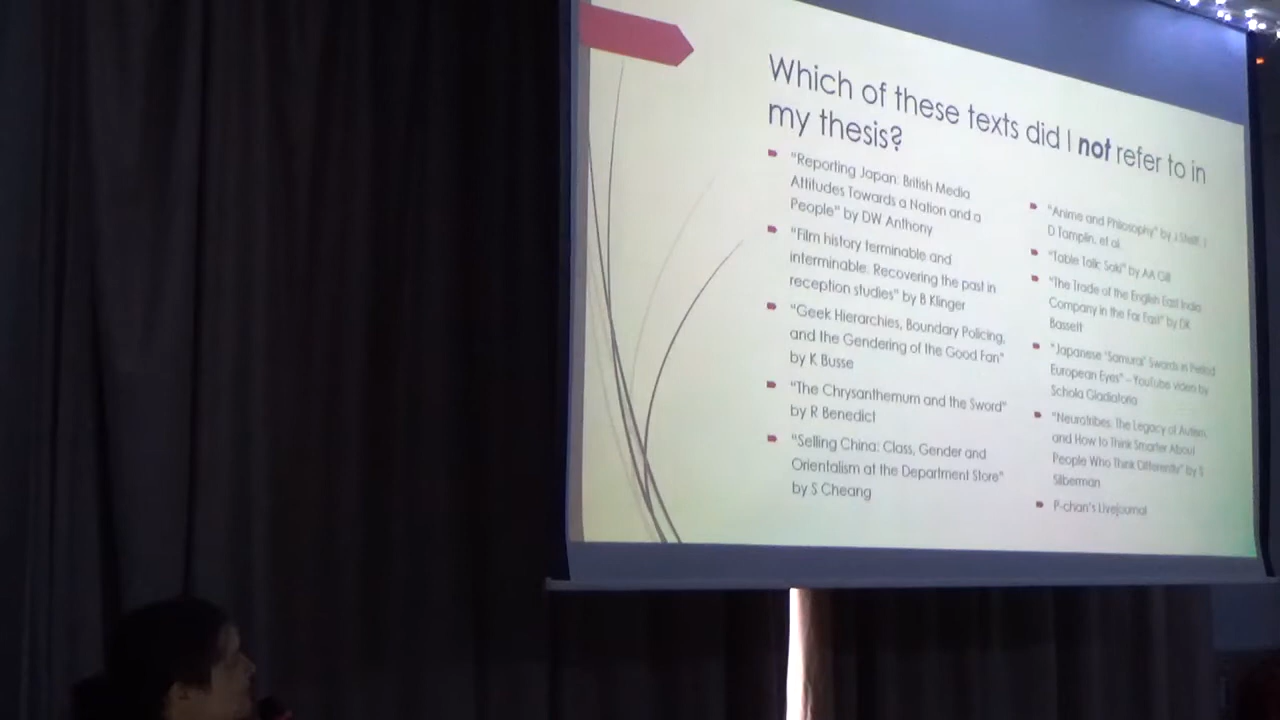 Which of these texts did I not refer to in
my thesis?
"Reporting Japan: British Media
Attitudes Towards a Nation and a
People" by DW Anthony
"Film history terminable and
interminable: Recovering the past in
reception studies" by B Klinger
"Geek Hierarchies, Boundary Policing,
and the Gendering of the Good Fan"
by K Busse
"The Chrysanthemum and the Sword"
by R Benedict
"Selling China: Class, Gender and
Orientalism at the Department Store"
by S Cheang
"Anime and Philosophy" by J
D Tamplin, et al.
"Table Talk: Saki" by AA Gill
"The Trade of the English East India
Company in the Far East" by DK
Bassett
"Japanese 'Samurai' Swords in Period
European Eyes" – YouTube video by
Schola Gladiatoria
"Neurotribes: The Legacy of Autism,
and How to Think Smarter About
People Who Think Differently" by S
Silberman
P-chan's Livejournal